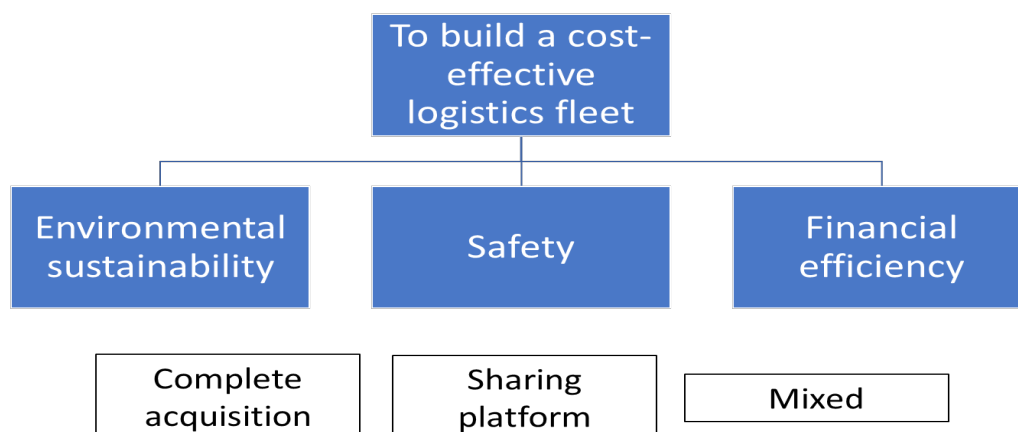 To build a cost-
effective
logistics fleet
Environmental
sustainability
Safety
Financial
efficiency
Complete
acquisition
Sharing
platform
Mixed